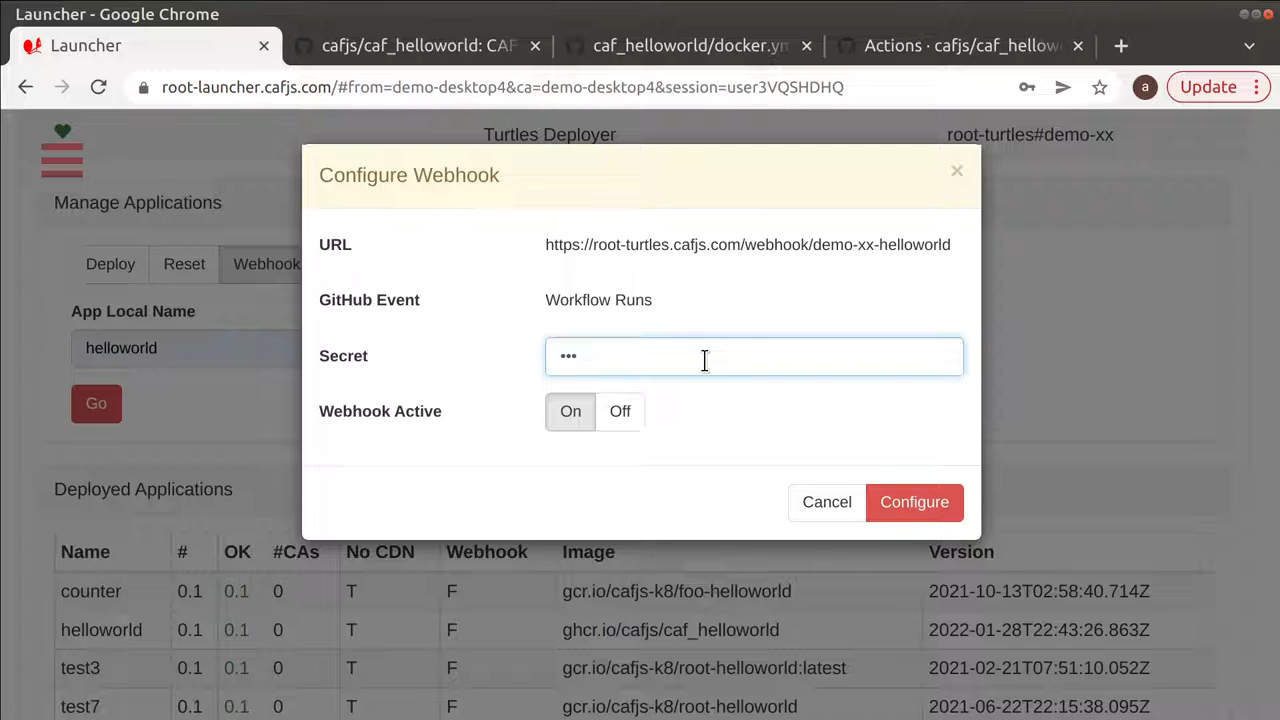 Launcher - Google Chrome
Launcher
cafjs/caf_helloworld: CAF
caf_helloworld/docker.ym
Actions · cafjs/caf_hellow
root-launcher.cafjs.com/#from=demo-desktop4&ca=demo-desktop4&session=user3VQSHDHQ
a
Update
Turtles Deployer
root-turtles#demo-xx
Manage Applications
Deploy
Reset
Webhook
App Local Name
helloworld
Go
Configure Webhook
×
URL
https://root-turtles.cafjs.com/webhook/demo-xx-helloworld
GitHub Event
Workflow Runs
Secret
•••
Webhook Active
On
Off
Cancel
Configure
Deployed Applications
Name # OK #CAs No CDN Webhook Image Version
counter 0.1 0.1 0 T F gcr.io/cafjs-k8/foo-helloworld 2021-10-13T02:58:40.714Z
helloworld 0.1 0.1 0 T F ghcr.io/cafjs/caf_helloworld 2022-01-28T22:43:26.863Z
test3 0.1 0.1 0 T F gcr.io/cafjs-k8/root-helloworld:latest 2021-02-21T07:51:10.052Z
test7 0.1 0.1 0 T F gcr.io/cafjs-k8/root-helloworld 2021-06-22T22:15:38.095Z